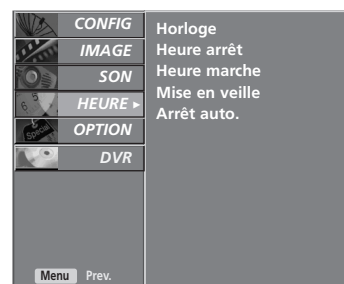 CONFIG
IMAGE
SON
HEURE ►
OPTION
DVR
Horloge
Heure arrêt
Heure marche
Mise en veille
Arrêt auto.
Menu Prev.